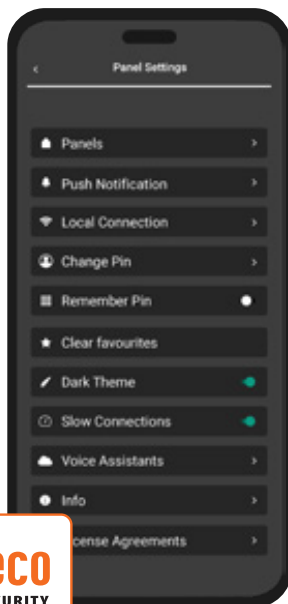 Panel Settings
Panels
Push Notification
Local Connection
Change Pin
Remember Pin
Clear favourites
Dark Theme
Slow Connections
Voice Assistants
Info
cense Agreements
eco
URITY